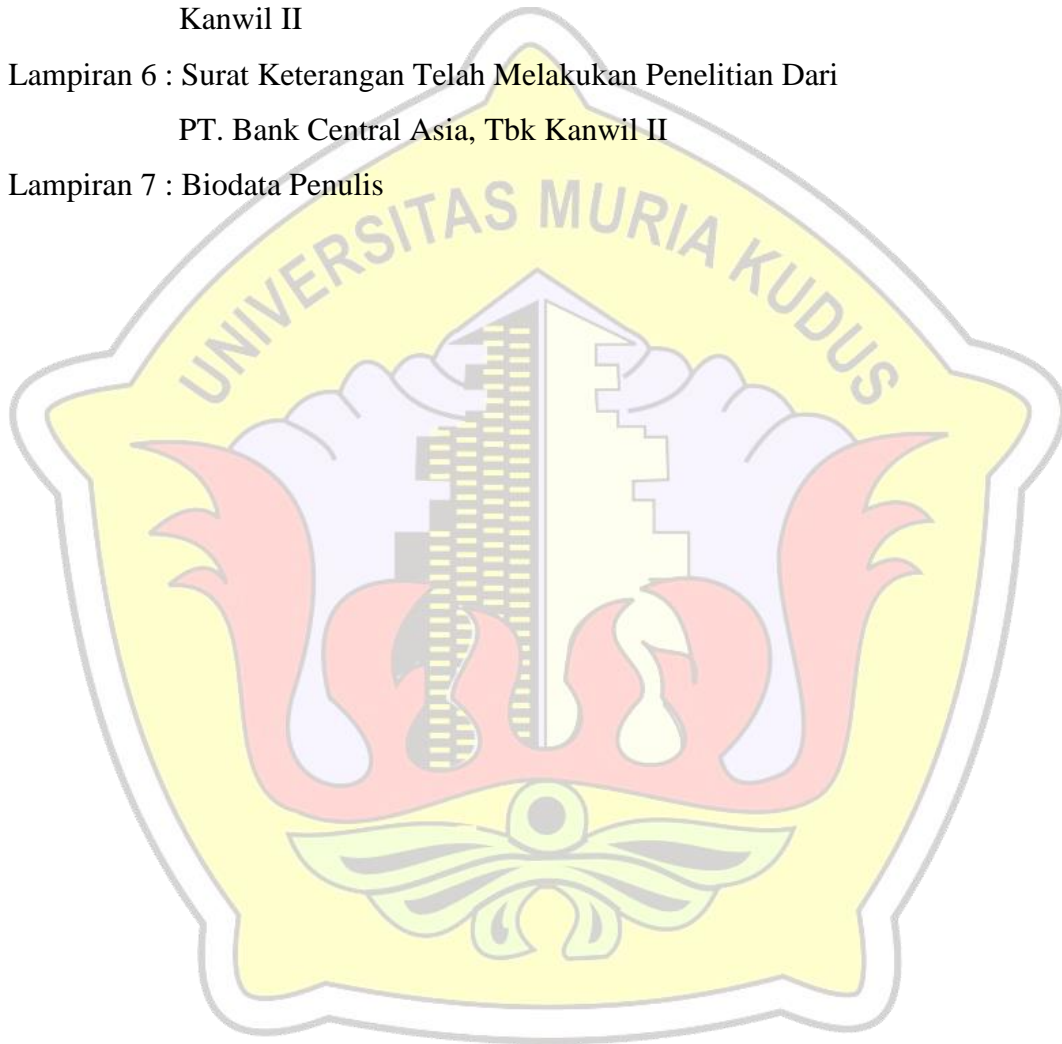 Kanwil II
Lampiran 6 : Surat Keterangan Telah Melakukan Penelitian Dari
PT. Bank Central Asia, Tbk Kanwil II
Lampiran 7 : Biodata Penulis
UNIVERSITAS MURIA KUDUS